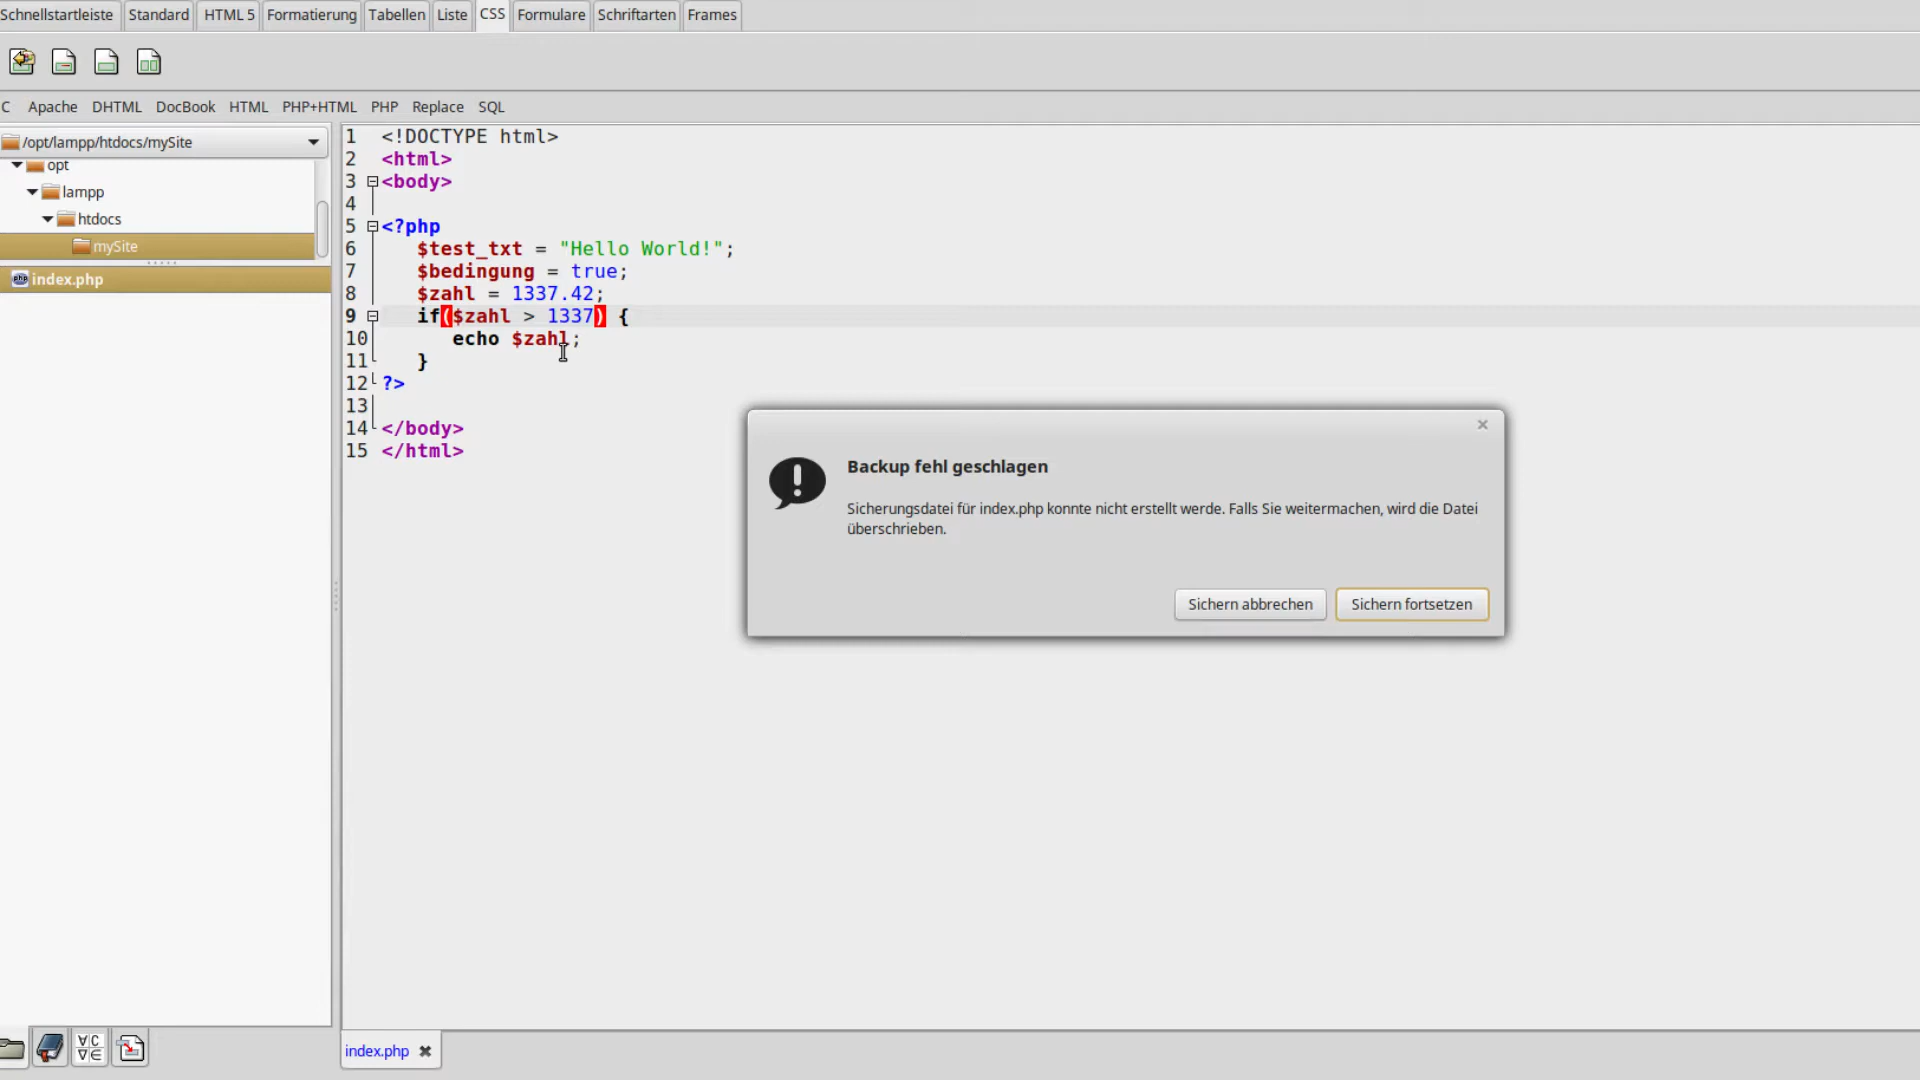 Schnellstartleiste Standard HTML 5 Formatierung Tabellen Liste CSS Formulare Schriftarten Frames
C Apache DHTML DocBook HTML PHP+HTML PHP Replace SQL
/opt/lampp/htdocs/mySite
opt
lampp
htdocs
mySite
index.php
1 <!DOCTYPE html>
2 <html>
3 <body>
4
5 <?php
6 $test_txt = "Hello World!";
7 $bedingung = true;
8 $zahl = 1337.42;
9 if($zahl > 1337) {
10 echo $zahl;
11 }
12 ?>
13
14 </body>
15 </html>
Backup fehl geschlagen
Sicherungsdatei für index.php konnte nicht erstellt werde. Falls Sie weitermachen, wird die Datei
überschrieben.
Sichern abbrechen Sichern fortsetzen
index.php